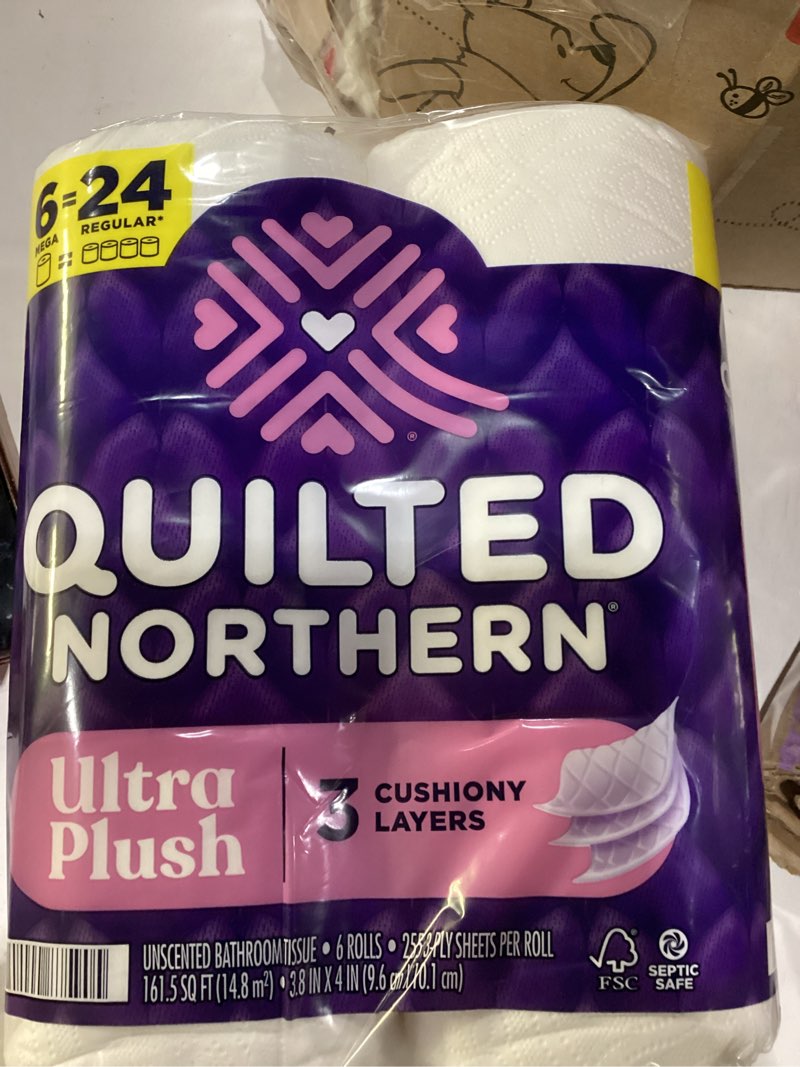 6=24
MEGA
REGULAR*
=
®
QUILTED
NORTHERN®
Ultra
Plush
3 CUSHIONY
LAYERS
UNSCENTED BATHROOM TISSUE • 6 ROLLS • 255 3-PLY SHEETS PER ROLL
161.5 SQ FT (14.8 m²) • 3.8 IN X 4 IN (9.6 cm X 10.1 cm)
FSC
SEPTIC
SAFE